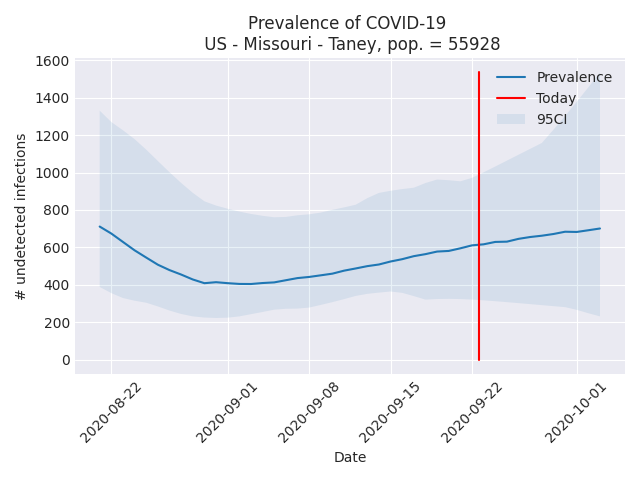 Prevalence of COVID-19
US - Missouri - Taney, pop. = 55928
1600
1400
1200
1000
800
600
400
200
0
# undetected infections
Prevalence
Today
95CI
2020-08-22
2020-09-01
2020-09-08
2020-09-15
2020-09-22
2020-10-01
Date